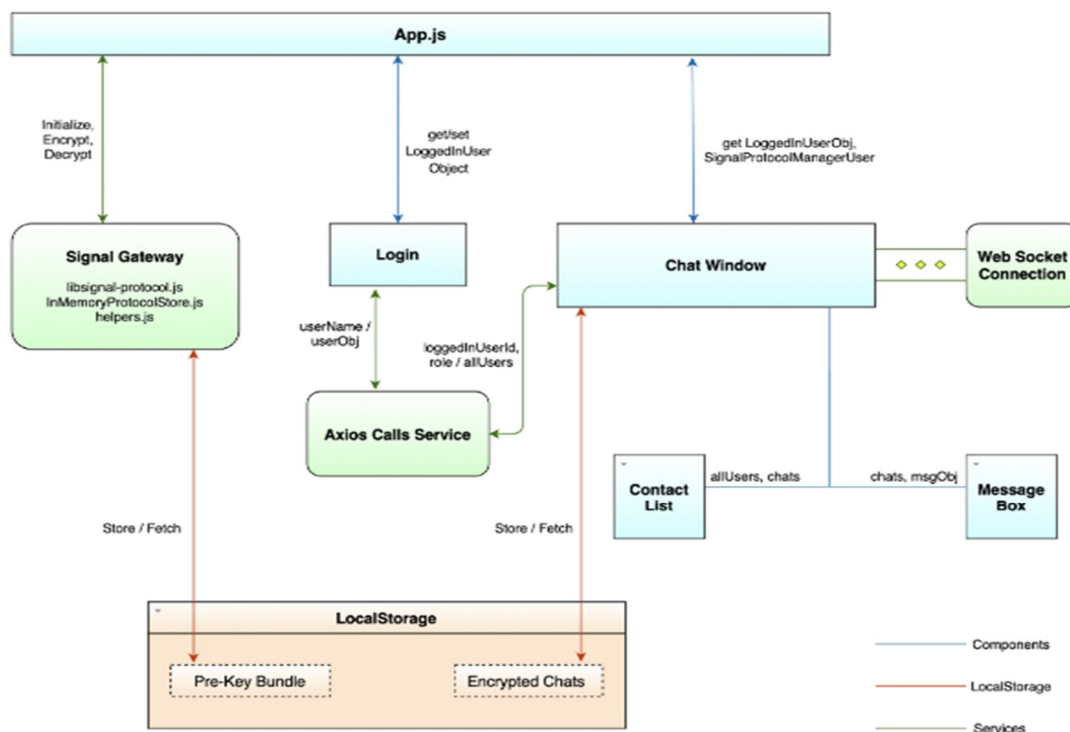 App.js
Initialize,
Encrypt,
Decrypt
get/set
LoggedInUser
Object
get LoggedInUserObj,
SignalProtocolManagerUser
Signal Gateway
libsignal-protocol.js
InMemoryProtocolStore.js
helpers.js
Login
Chat Window
Web Socket
Connection
userName /
userObj
loggedInUserId,
role / allUsers
Axios Calls Service
Contact
List
allUsers, chats
chats, msgObj
Message
Box
Store / Fetch
Store / Fetch
LocalStorage
Pre-Key Bundle
Encrypted Chats
Components
LocalStorage
Services